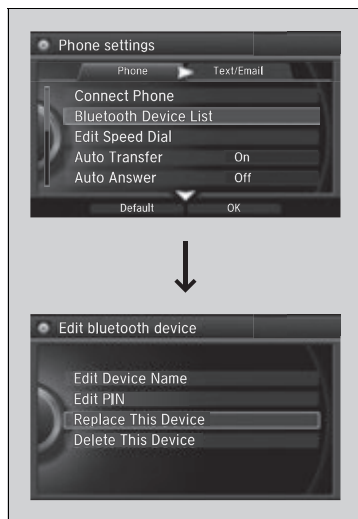 Phone settings
Phone Text/Email
Connect Phone
Bluetooth Device List
Edit Speed Dial
Auto Transfer On
Auto Answer Off
Default OK
Edit bluetooth device
Edit Device Name
Edit PIN
Replace This Device
Delete This Device